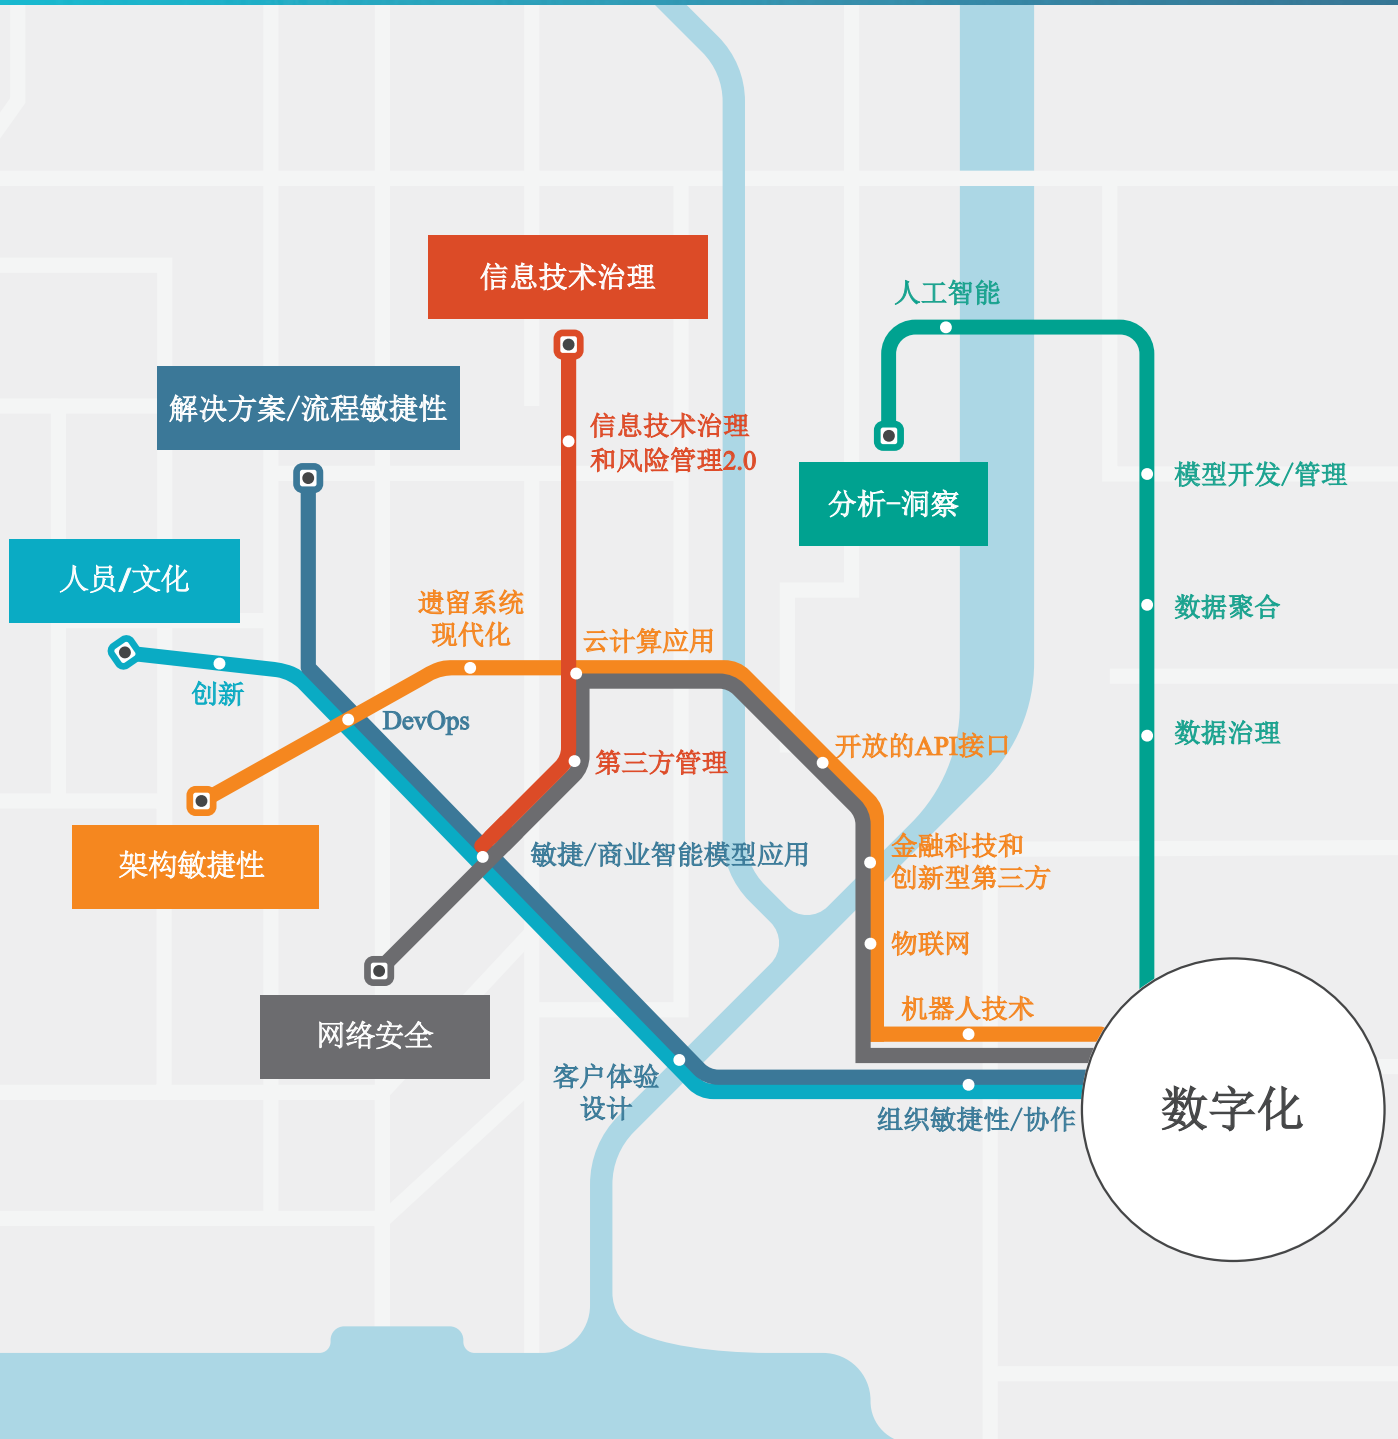 信息技术治理
人工智能
解决方案/流程敏捷性
信息技术治理
和风险管理2.0
模型开发/管理
分析-洞察
人员/文化
遗留系统
现代化
数据聚合
云计算应用
创新
DevOps
数据治理
开放的API接口
第三方管理
架构敏捷性
敏捷/商业智能模型应用
金融科技和
创新型第三方
物联网
机器人技术
网络安全
客户体验
设计
组织敏捷性/协作
数字化